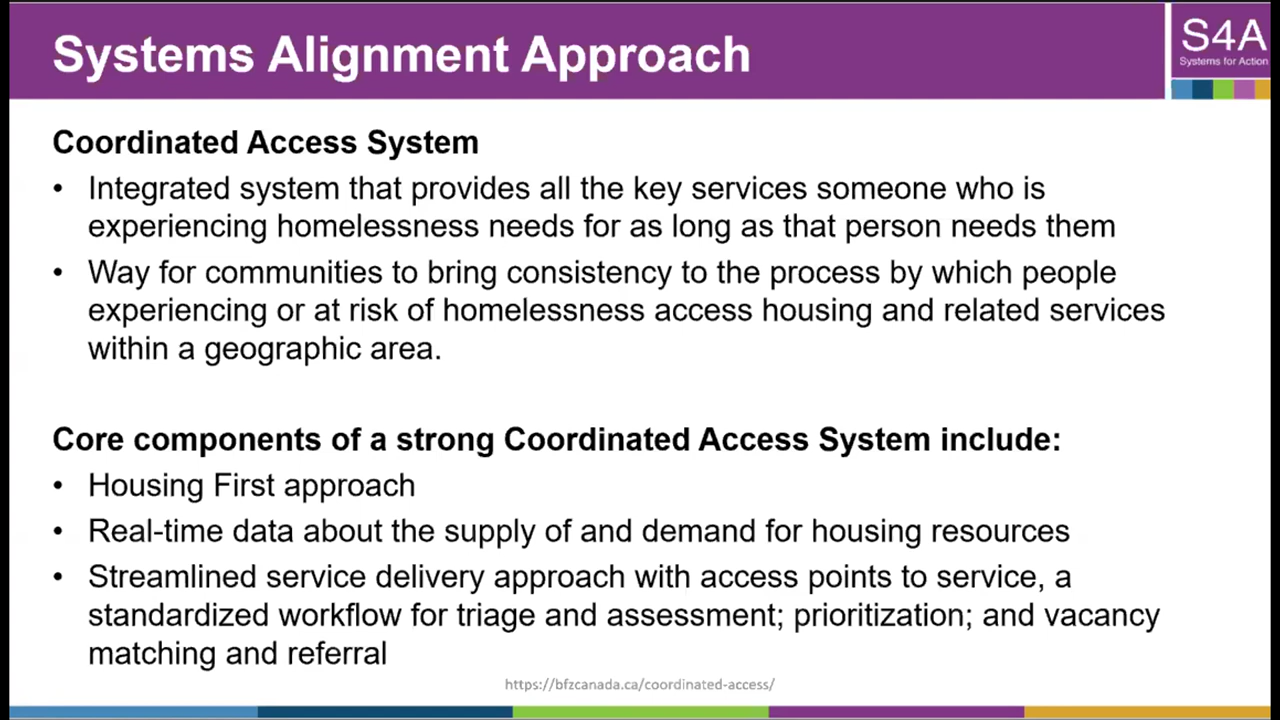 Systems Alignment Approach
S4A
Systems for Action
Coordinated Access System
• Integrated system that provides all the key services someone who is
experiencing homelessness needs for as long as that person needs them
• Way for communities to bring consistency to the process by which people
experiencing or at risk of homelessness access housing and related services
within a geographic area.
Core components of a strong Coordinated Access System include:
• Housing First approach
• Real-time data about the supply of and demand for housing resources
• Streamlined service delivery approach with access points to service, a
standardized workflow for triage and assessment; prioritization; and vacancy
matching and referral
https://bfzcanada.ca/coordinated-access/